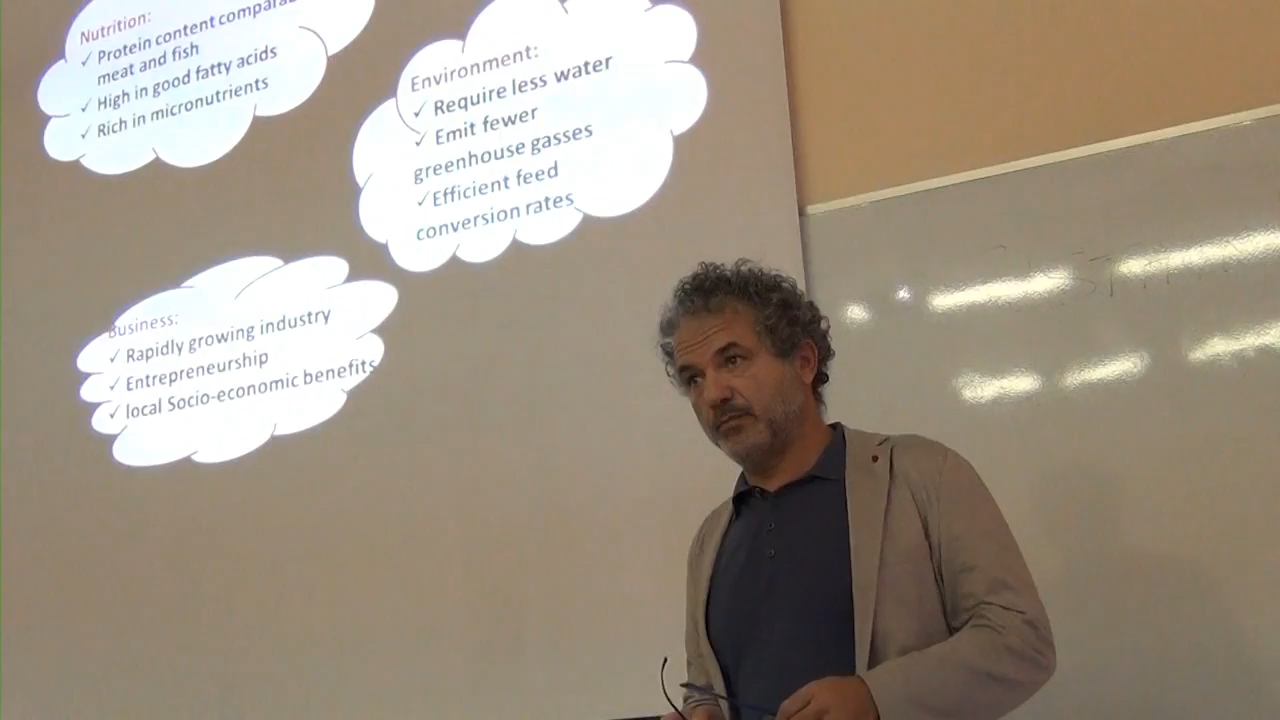 Nutrition:
✓ Protein content
meat and fish
✓ High in good fatty acids
✓ Rich in micronutrients
Environment:
✓ Require less water
✓ Emit fewer
greenhouse gasses
✓Efficient feed
conversion rates
Business:
✓ Rapidly growing industry
✓ Entrepreneurship
✓ local Socio-economic benefits